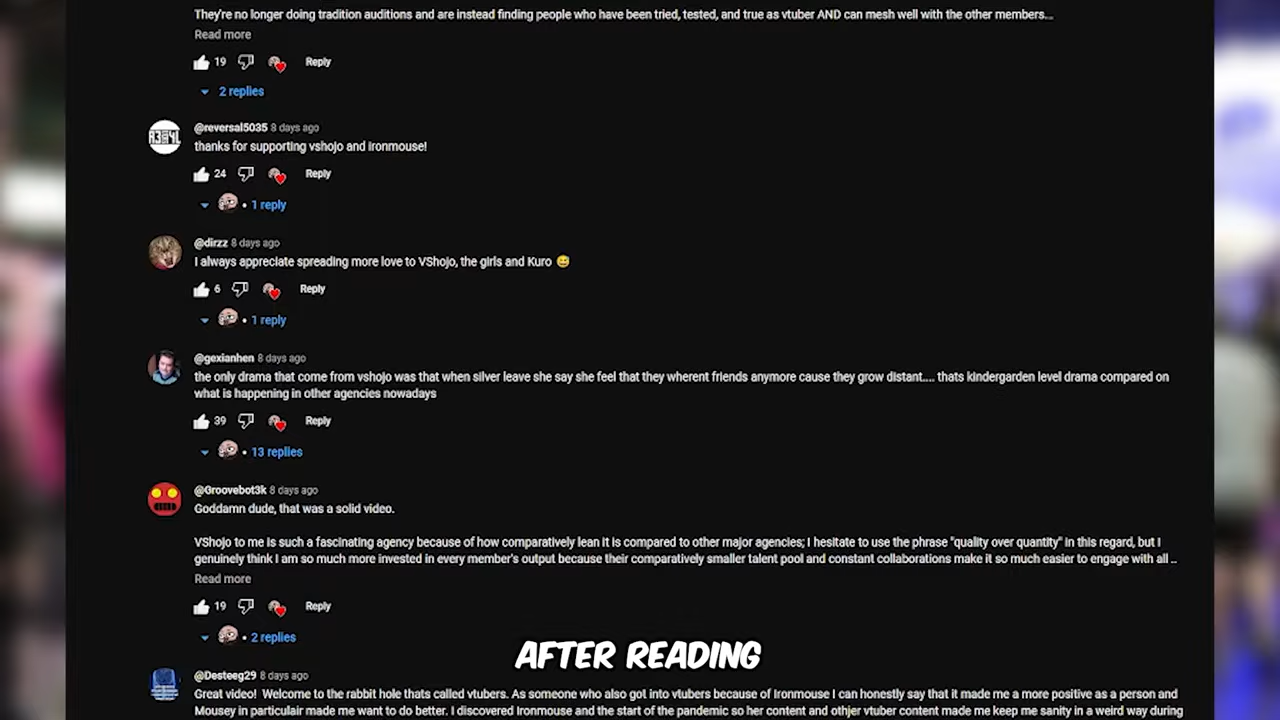 They're no longer doing tradition auditions and are instead finding people who have been tried, tested, and true as vtuber AND can mesh well with the other members...
Read more
19 Reply
2 replies
@reversal5035 8 days ago
thanks for supporting vshojo and ironmouse!
24 Reply
• 1 reply
@dirzz 8 days ago
I always appreciate spreading more love to VShojo, the girls and Kuro 😅
6 Reply
• 1 reply
@gexianhen 8 days ago
the only drama that come from vshojo was that when silver leave she say she feel that they wherent friends anymore cause they grow distant.... thats kindergarden level drama compared on
what is happening in other agencies nowadays
39 Reply
• 13 replies
@Groovebot3k 8 days ago
Goddamn dude, that was a solid video.
VShojo to me is such a fascinating agency because of how comparatively lean it is compared to other major agencies; I hesitate to use the phrase "quality over quantity" in this regard, but I
genuinely think I am so much more invested in every member's output because their comparatively smaller talent pool and constant collaborations make it so much easier to engage with all ..
Read more
19 Reply
• 2 replies
AFTER READING
@Desteeg29 8 days ago
Great video! Welcome to the rabbit hole thats called vtubers. As someone who also got into vtubers because of Ironmouse I can honestly say that it made me a more positive as a person and
Mousey in particulair made me want to do better. I discovered Ironmouse and the start of the pandemic so her content and othjer vtuber content made me keep me sanity in a weird way during